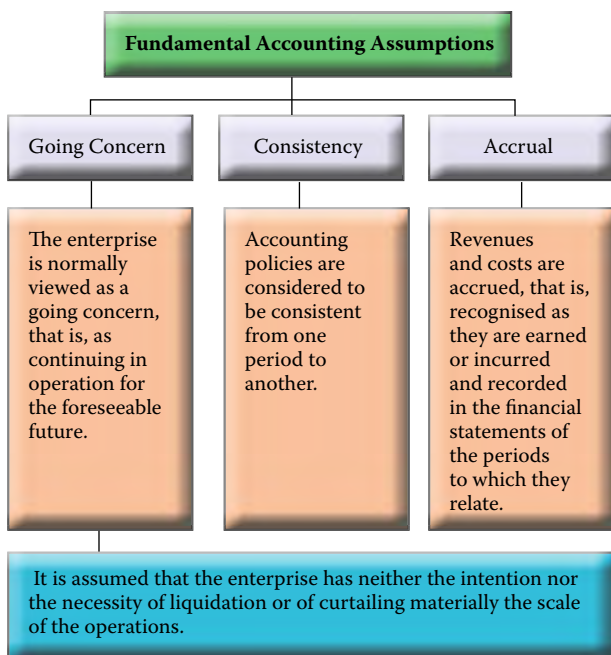 Fundamental Accounting Assumptions
Going Concern
Consistency
Accrual
The enterprise
is normally
viewed as a
going concern,
that is, as
continuing in
operation for
the foreseeable
future.
Accounting
policies are
considered to
be consistent
from one
period to
another.
Revenues
and costs are
accrued, that is,
recognised as
they are earned
or incurred
and recorded
in the financial
statements of
the periods
to which they
relate.
It is assumed that the enterprise has neither the intention nor
the necessity of liquidation or of curtailing materially the scale
of the operations.